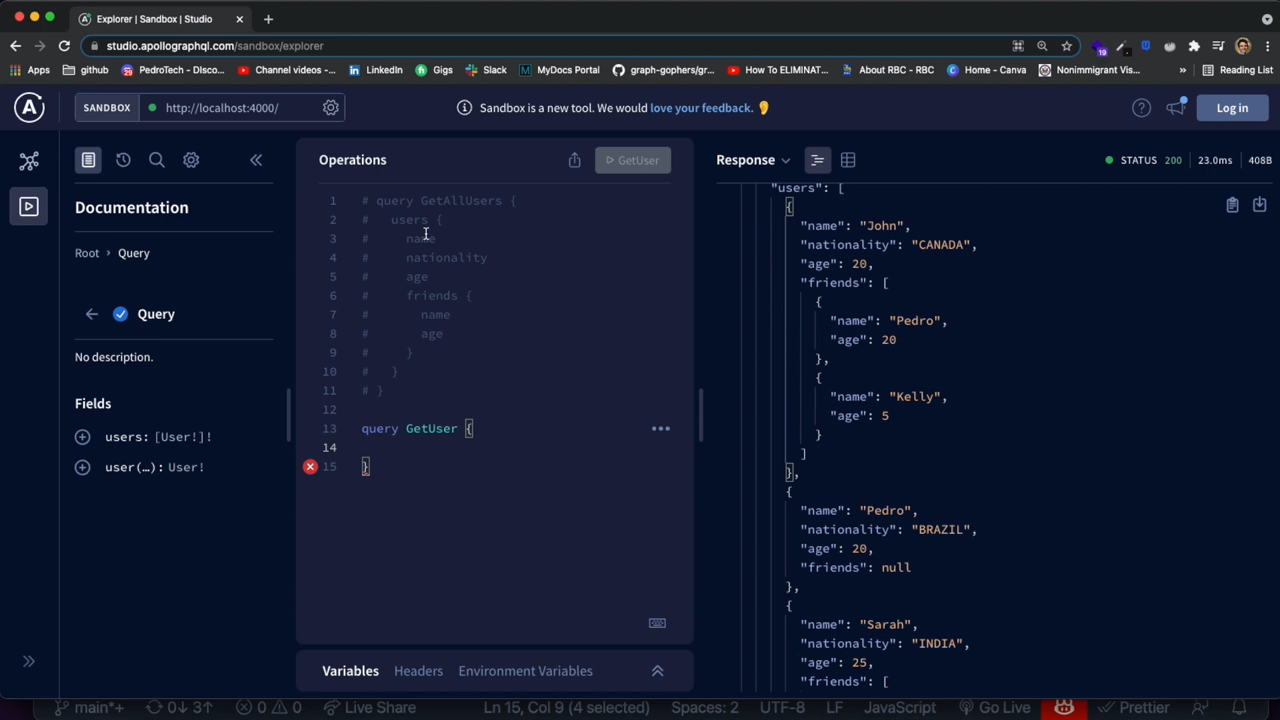 Explorer | Sandbox | Studio
studio.apollographql.com/sandbox/explorer
19
Apps github PedroTech - DIsco... Channel videos -... LinkedIn Gigs Slack MyDocs Portal graph-gophers/gr... How To ELIMINAT... About RBC - RBC Home - Canva Nonimmigrant Vis... » Reading List
SANDBOX http://localhost:4000/ Sandbox is a new tool. We would love your feedback. Log in
Documentation
Root › Query
Query
No description.
Fields
users: [User!]!
user(…): User!
Operations GetUser
1 # query GetAllUsers {
2 #   users {
3 #     name
4 #     nationality
5 #     age
6 #     friends {
7 #       name
8 #       age
9 #     }
10 #   }
11 # }
12
13 query GetUser {
14
15 }
Variables Headers Environment Variables
Response STATUS 200 23.0ms 408B
"users": [
{
"name": "John",
"nationality": "CANADA",
"age": 20,
"friends": [
{
"name": "Pedro",
"age": 20
},
{
"name": "Kelly",
"age": 5
}
]
},
{
"name": "Pedro",
"nationality": "BRAZIL",
"age": 20,
"friends": null
},
{
"name": "Sarah",
"nationality": "INDIA",
"age": 25,
"friends": [
main*+ 0↓ 3↑ 0 0 Live Share Ln 15, Col 9 (4 selected) Spaces: 2 UTF-8 LF JavaScript Go Live Prettier